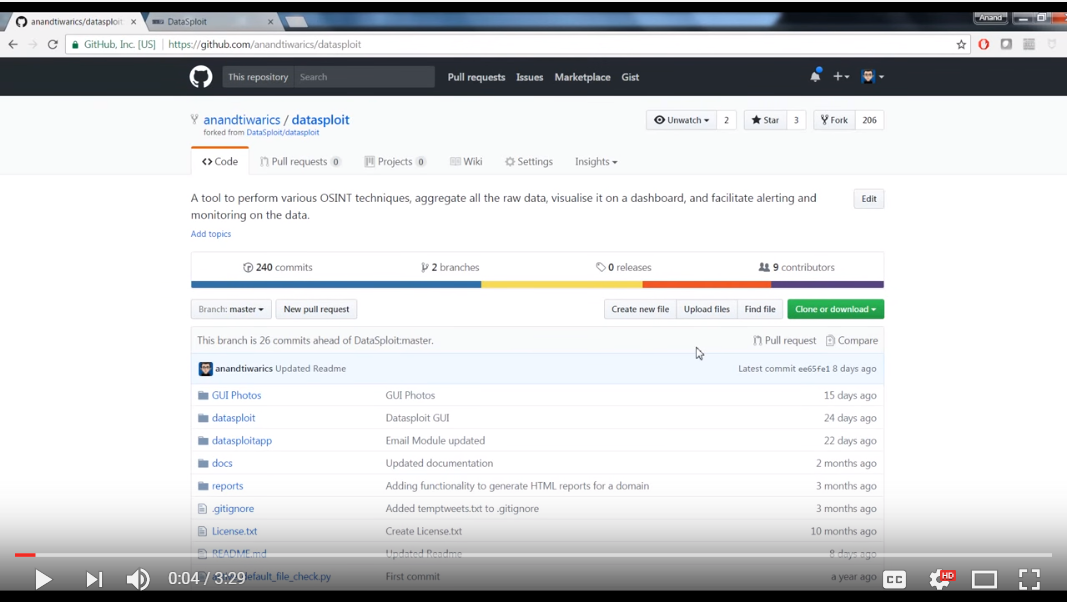 anandtiwarics/datasploit DataSploit Anand
GitHub, Inc. [US] https://github.com/anandtiwarics/datasploit
This repository Search Pull requests Issues Marketplace Gist
anandtiwarics / datasploit Unwatch 2 Star 3 Fork 206
forked from DataSploit/datasploit
Code Pull requests 0 Projects 0 Wiki Settings Insights
A tool to perform various OSINT techniques, aggregate all the raw data, visualise it on a dashboard, and facilitate alerting and Edit
monitoring on the data.
Add topics
240 commits 2 branches 0 releases 9 contributors
Branch: master New pull request Create new file Upload files Find file Clone or download
This branch is 26 commits ahead of DataSploit:master. Pull request Compare
anandtiwarics Updated Readme Latest commit ee65fe1 8 days ago
GUI Photos GUI Photos 15 days ago
datasploit Datasploit GUI 24 days ago
datasploitapp Email Module updated 22 days ago
docs Updated documentation 2 months ago
reports Adding functionality to generate HTML reports for a domain 3 months ago
.gitignore Added temptweets.txt to .gitignore 3 months ago
License.txt Create License.txt 10 months ago
README.md Updated Readme 8 days ago
default_file_check.py First commit a year ago
0:04 / 3:29 CC HD